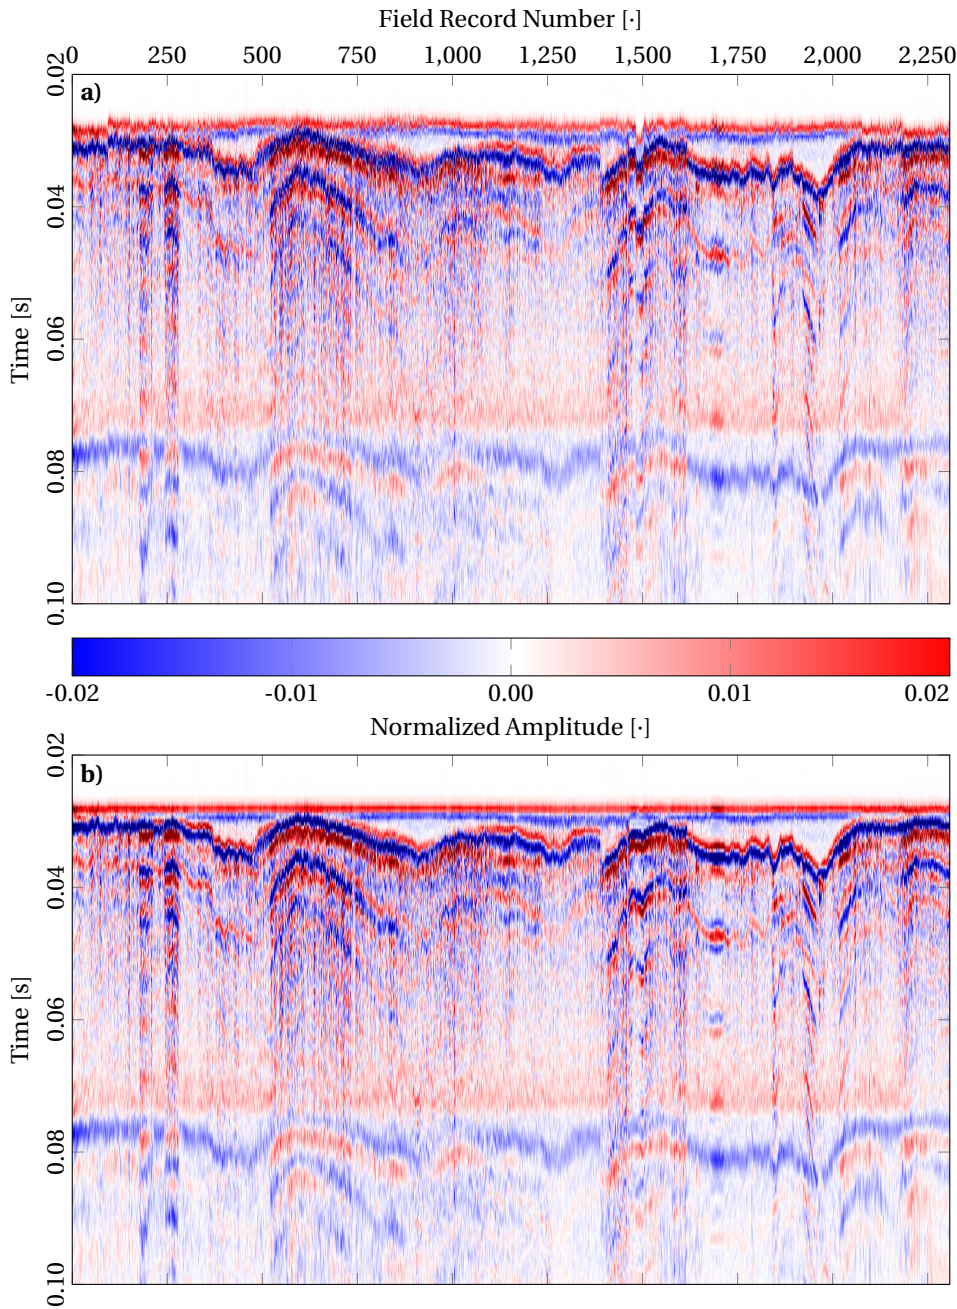 Field Record Number [·]
0 250 500 750 1,000 1,250 1,500 1,750 2,000 2,250
a)
0.02
0.04
0.06
0.08
0.10
Time [s]
-0.02 -0.01 0.00 0.01 0.02
Normalized Amplitude [·]
b)
0.02
0.04
0.06
0.08
0.10
Time [s]